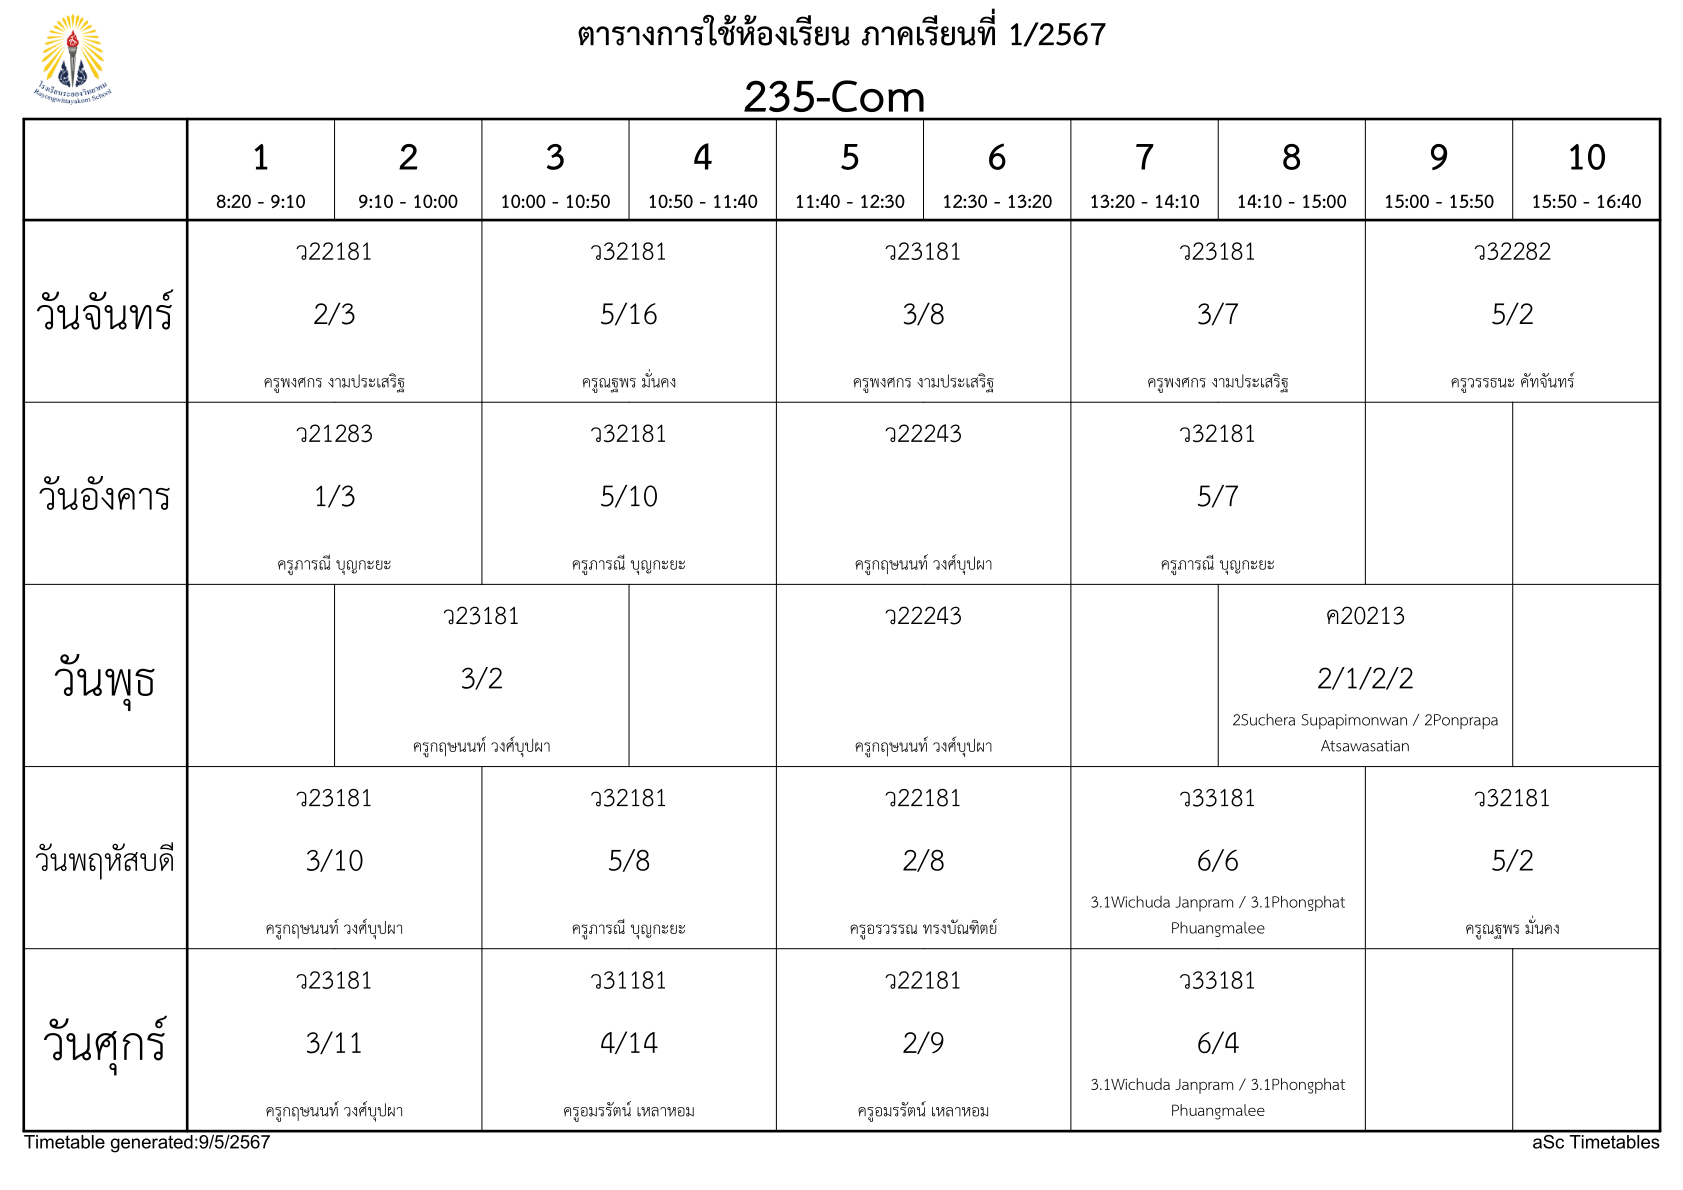 ตารางการใช้ห้องเรียน ภาคเรียนที่ 1/2567
โรงเรียนระยองวิทยาคม
Rayongwittayakom School
235-Com
1 2 3 4 5 6 7 8 9 10
8:20 - 9:10 9:10 - 10:00 10:00 - 10:50 10:50 - 11:40 11:40 - 12:30 12:30 - 13:20 13:20 - 14:10 14:10 - 15:00 15:00 - 15:50 15:50 - 16:40
วันจันทร์
ว22181 ว32181 ว23181 ว23181 ว32282
2/3 5/16 3/8 3/7 5/2
ครูพงศกร งามประเสริฐ ครูณฐพร มั่นคง ครูพงศกร งามประเสริฐ ครูพงศกร งามประเสริฐ ครูวรรธนะ คัทจันทร์
วันอังคาร
ว21283 ว32181 ว22243 ว32181
1/3 5/10 5/7
ครูภารณี บุญกะยะ ครูภารณี บุญกะยะ ครูกฤษนนท์ วงศ์บุปผา ครูภารณี บุญกะยะ
วันพุธ
ว23181 ว22243 ค20213
3/2 2/1/2/2
2Suchera Supapimonwan / 2Ponprapa
ครูกฤษนนท์ วงศ์บุปผา ครูกฤษนนท์ วงศ์บุปผา Atsawasatian
วันพฤหัสบดี
ว23181 ว32181 ว22181 ว33181 ว32181
3/10 5/8 2/8 6/6 5/2
3.1Wichuda Janpram / 3.1Phongphat
ครูกฤษนนท์ วงศ์บุปผา ครูภารณี บุญกะยะ ครูอรวรรณ ทรงบัณฑิตย์ Phuangmalee ครูณฐพร มั่นคง
วันศุกร์
ว23181 ว31181 ว22181 ว33181
3/11 4/14 2/9 6/4
3.1Wichuda Janpram / 3.1Phongphat
ครูกฤษนนท์ วงศ์บุปผา ครูอมรรัตน์ เหลาหอม ครูอมรรัตน์ เหลาหอม Phuangmalee
Timetable generated:9/5/2567 aSc Timetables